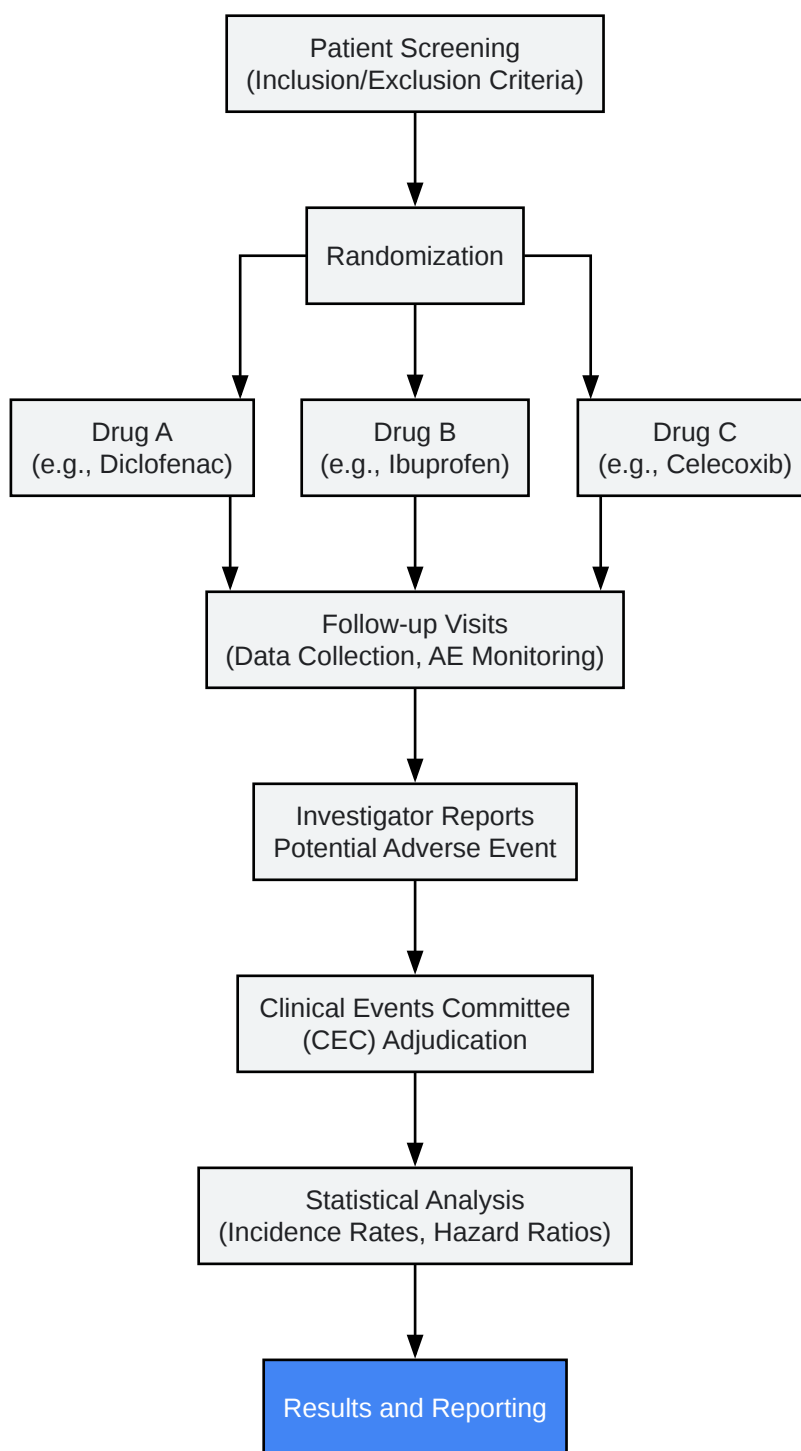 Patient Screening
(Inclusion/Exclusion Criteria)
Randomization
Drug A
(e.g., Diclofenac)
Drug B
(e.g., Ibuprofen)
Drug C
(e.g., Celecoxib)
Follow-up Visits
(Data Collection, AE Monitoring)
Investigator Reports
Potential Adverse Event
Clinical Events Committee
(CEC) Adjudication
Statistical Analysis
(Incidence Rates, Hazard Ratios)
Results and Reporting